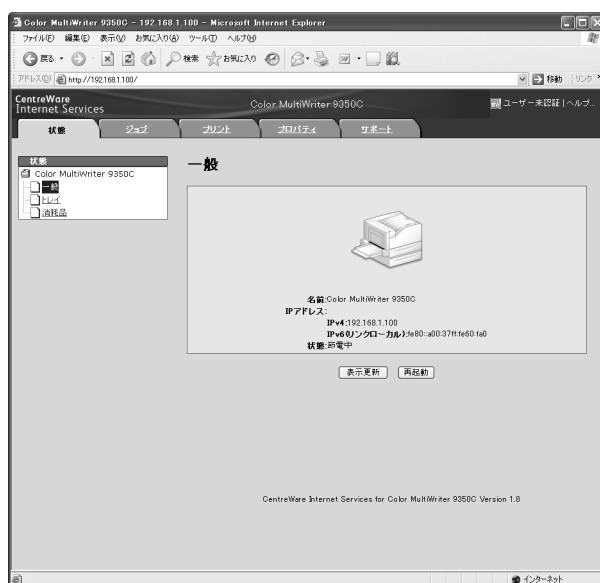 Color MultiWriter 9350C - 192.168.1.100 - Microsoft Internet Explorer
ファイル(F) 編集(E) 表示(V) お気に入り(A) ツール(T) ヘルプ(H)
戻る 検索 お気に入り
アドレス(D) http://192.168.1.100/ 移動 リンク »
CentreWare
Internet Services
Color MultiWriter 9350C
ユーザー未認証 | ヘルプ...
状態 ジョブ プリント プロパティ サポート
状態
Color MultiWriter 9350C
一般
トレイ
消耗品
一般
名前:Color MultiWriter 9350C
IPアドレス:
IPv4:192.168.1.100
IPv6(リンクローカル):fe80::a00:37ff:fe60:fa0
状態:節電中
表示更新 再起動
CentreWare Internet Services for Color MultiWriter 9350C Version 1.8
インターネット